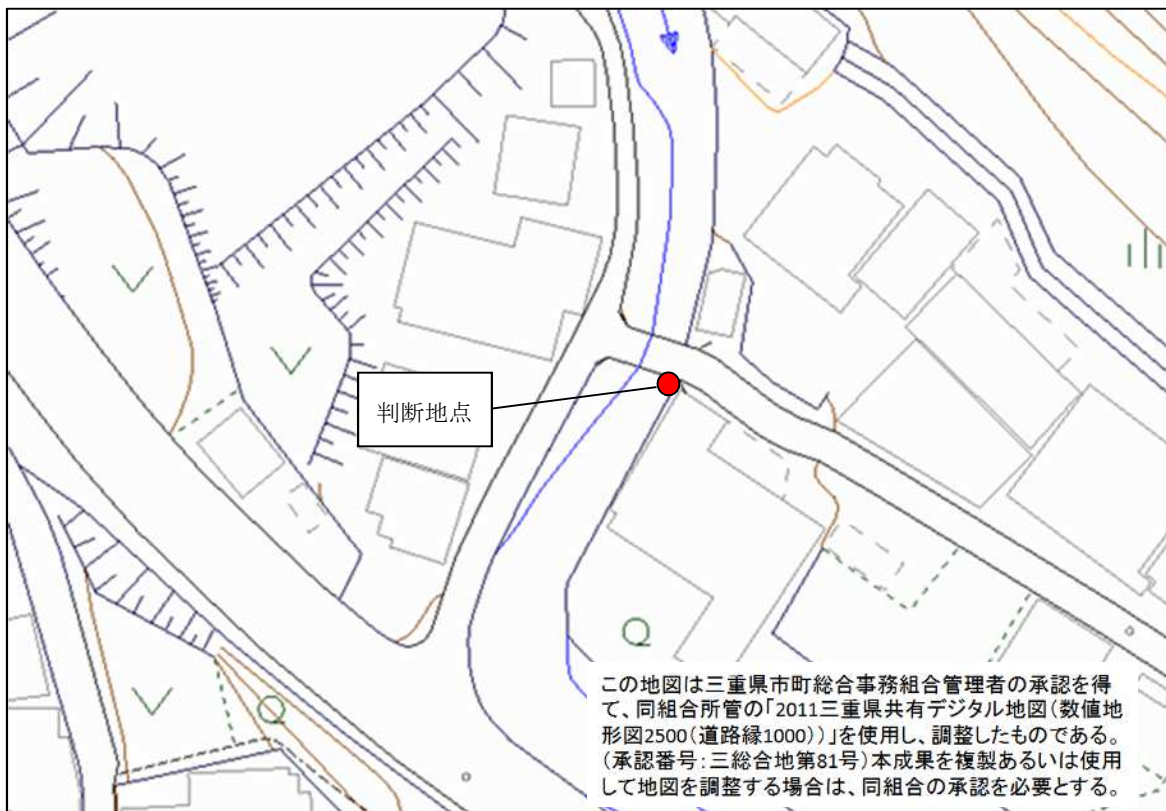 判断地点
この地図は三重県市町総合事務組合管理者の承認を得
て、同組合所管の「2011三重県共有デジタル地図(数値地
形図2500(道路縁1000))」を使用し、調整したものである。
(承認番号:三総合地第81号)本成果を複製あるいは使用
して地図を調整する場合は、同組合の承認を必要とする。